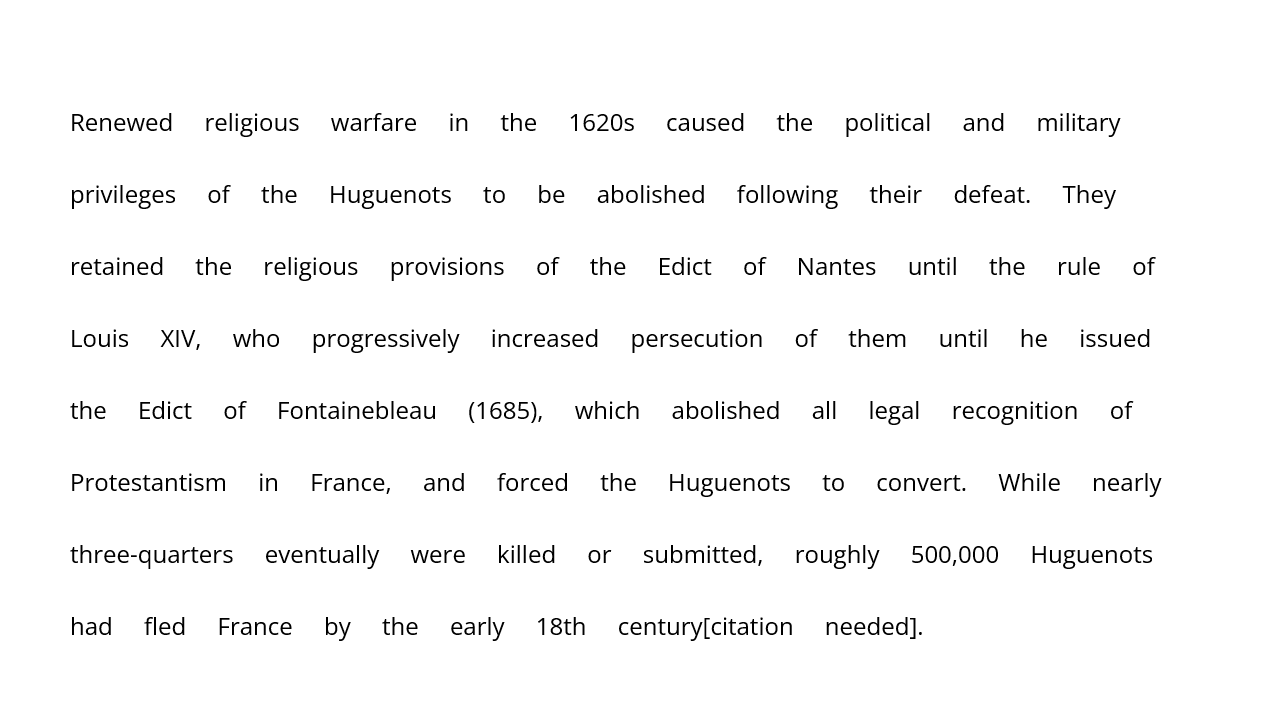 Renewed religious warfare in the 1620s caused the political and military
privileges of the Huguenots to be abolished following their defeat. They
retained the religious provisions of the Edict of Nantes until the rule of
Louis XIV, who progressively increased persecution of them until he issued
the Edict of Fontainebleau (1685), which abolished all legal recognition of
Protestantism in France, and forced the Huguenots to convert. While nearly
three-quarters eventually were killed or submitted, roughly 500,000 Huguenots
had fled France by the early 18th century[citation needed].